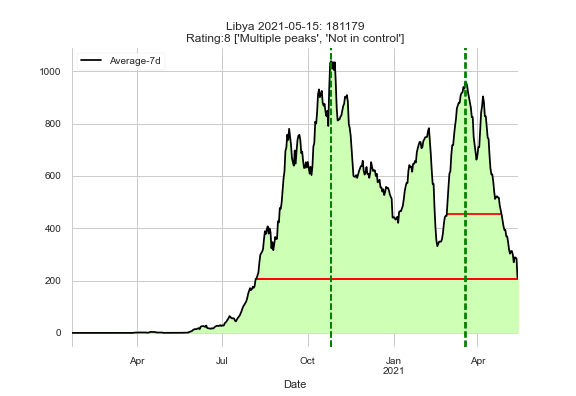 Libya 2021-05-15: 181179
Rating:8 ['Multiple peaks', 'Not in control']
Average-7d
1000
800
600
400
200
0
Apr
Jul
Oct
Jan
2021
Apr
Date